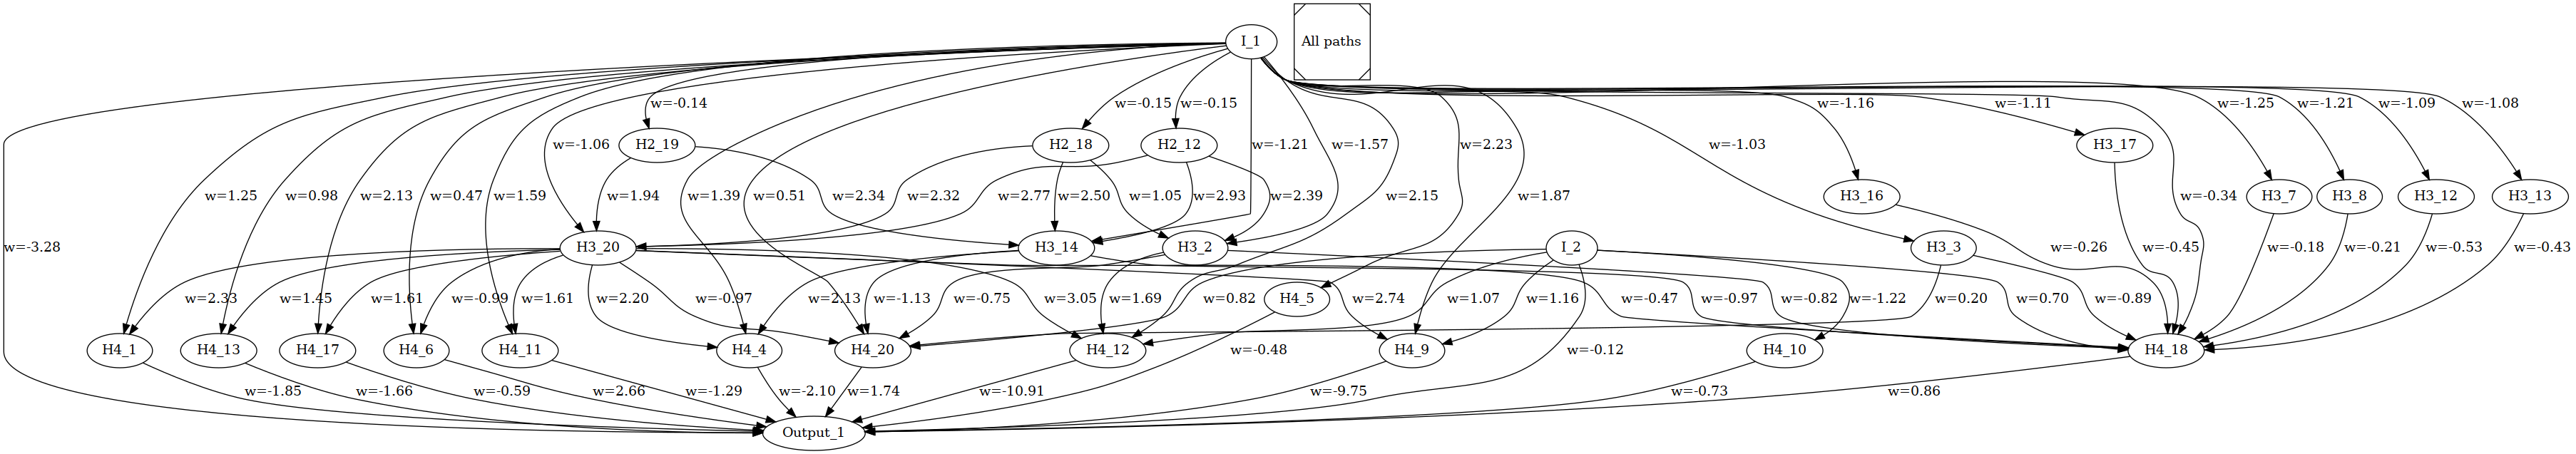 I_1
All paths
w=-0.14
w=-0.15
w=-0.15
w=-1.16
w=-1.11
w=-1.25
w=-1.21
w=-1.09
w=-1.08
w=-1.06
H2_19
H2_18
H2_12
w=-1.21
w=-1.57
w=2.23
w=-1.03
H3_17
w=1.25
w=0.98
w=2.13
w=0.47
w=1.59
w=1.94
w=1.39
w=0.51
w=2.34
w=2.32
w=2.77
w=2.50
w=1.05
w=2.93
w=2.39
w=2.15
w=1.87
H3_16
w=-0.34
H3_7
H3_8
H3_12
H3_13
w=-3.28
H3_20
H3_14
H3_2
I_2
H3_3
w=-0.26
w=-0.45
w=-0.18
w=-0.21
w=-0.53
w=-0.43
w=2.33
w=1.45
w=1.61
w=-0.99
w=1.61
w=2.20
w=-0.97
w=2.13
w=-1.13
w=-0.75
w=3.05
w=1.69
w=0.82
H4_5
w=2.74
w=1.07
w=1.16
w=-0.47
w=-0.97
w=-0.82
w=-1.22
w=0.20
w=0.70
w=-0.89
H4_1
H4_13
H4_17
H4_6
H4_11
H4_4
H4_20
H4_12
w=-0.48
H4_9
w=-0.12
H4_10
H4_18
w=-1.85
w=-1.66
w=-0.59
w=2.66
w=-1.29
w=-2.10
w=1.74
w=-10.91
w=-9.75
w=-0.73
w=0.86
Output_1